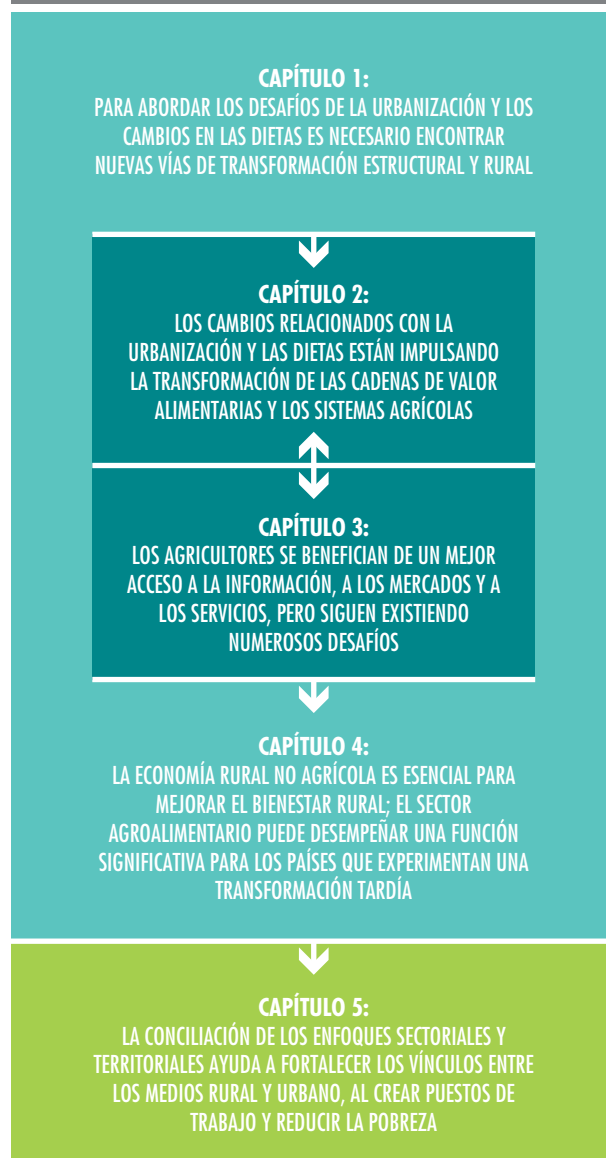 CAPÍTULO 1:
PARA ABORDAR LOS DESAFÍOS DE LA URBANIZACIÓN Y LOS
CAMBIOS EN LAS DIETAS ES NECESARIO ENCONTRAR
NUEVAS VÍAS DE TRANSFORMACIÓN ESTRUCTURAL Y RURAL
CAPÍTULO 2:
LOS CAMBIOS RELACIONADOS CON LA
URBANIZACIÓN Y LAS DIETAS ESTÁN IMPULSANDO
LA TRANSFORMACIÓN DE LAS CADENAS DE VALOR
ALIMENTARIAS Y LOS SISTEMAS AGRÍCOLAS
CAPÍTULO 3:
LOS AGRICULTORES SE BENEFICIAN DE UN MEJOR
ACCESO A LA INFORMACIÓN, A LOS MERCADOS Y A
LOS SERVICIOS, PERO SIGUEN EXISTIENDO
NUMEROSOS DESAFÍOS
CAPÍTULO 4:
LA ECONOMÍA RURAL NO AGRÍCOLA ES ESENCIAL PARA
MEJORAR EL BIENESTAR RURAL; EL SECTOR
AGROALIMENTARIO PUEDE DESEMPEÑAR UNA FUNCIÓN
SIGNIFICATIVA PARA LOS PAÍSES QUE EXPERIMENTAN UNA
TRANSFORMACIÓN TARDÍA
CAPÍTULO 5:
LA CONCILIACIÓN DE LOS ENFOQUES SECTORIALES Y
TERRITORIALES AYUDA A FORTALECER LOS VÍNCULOS ENTRE
LOS MEDIOS RURAL Y URBANO, AL CREAR PUESTOS DE
TRABAJO Y REDUCIR LA POBREZA